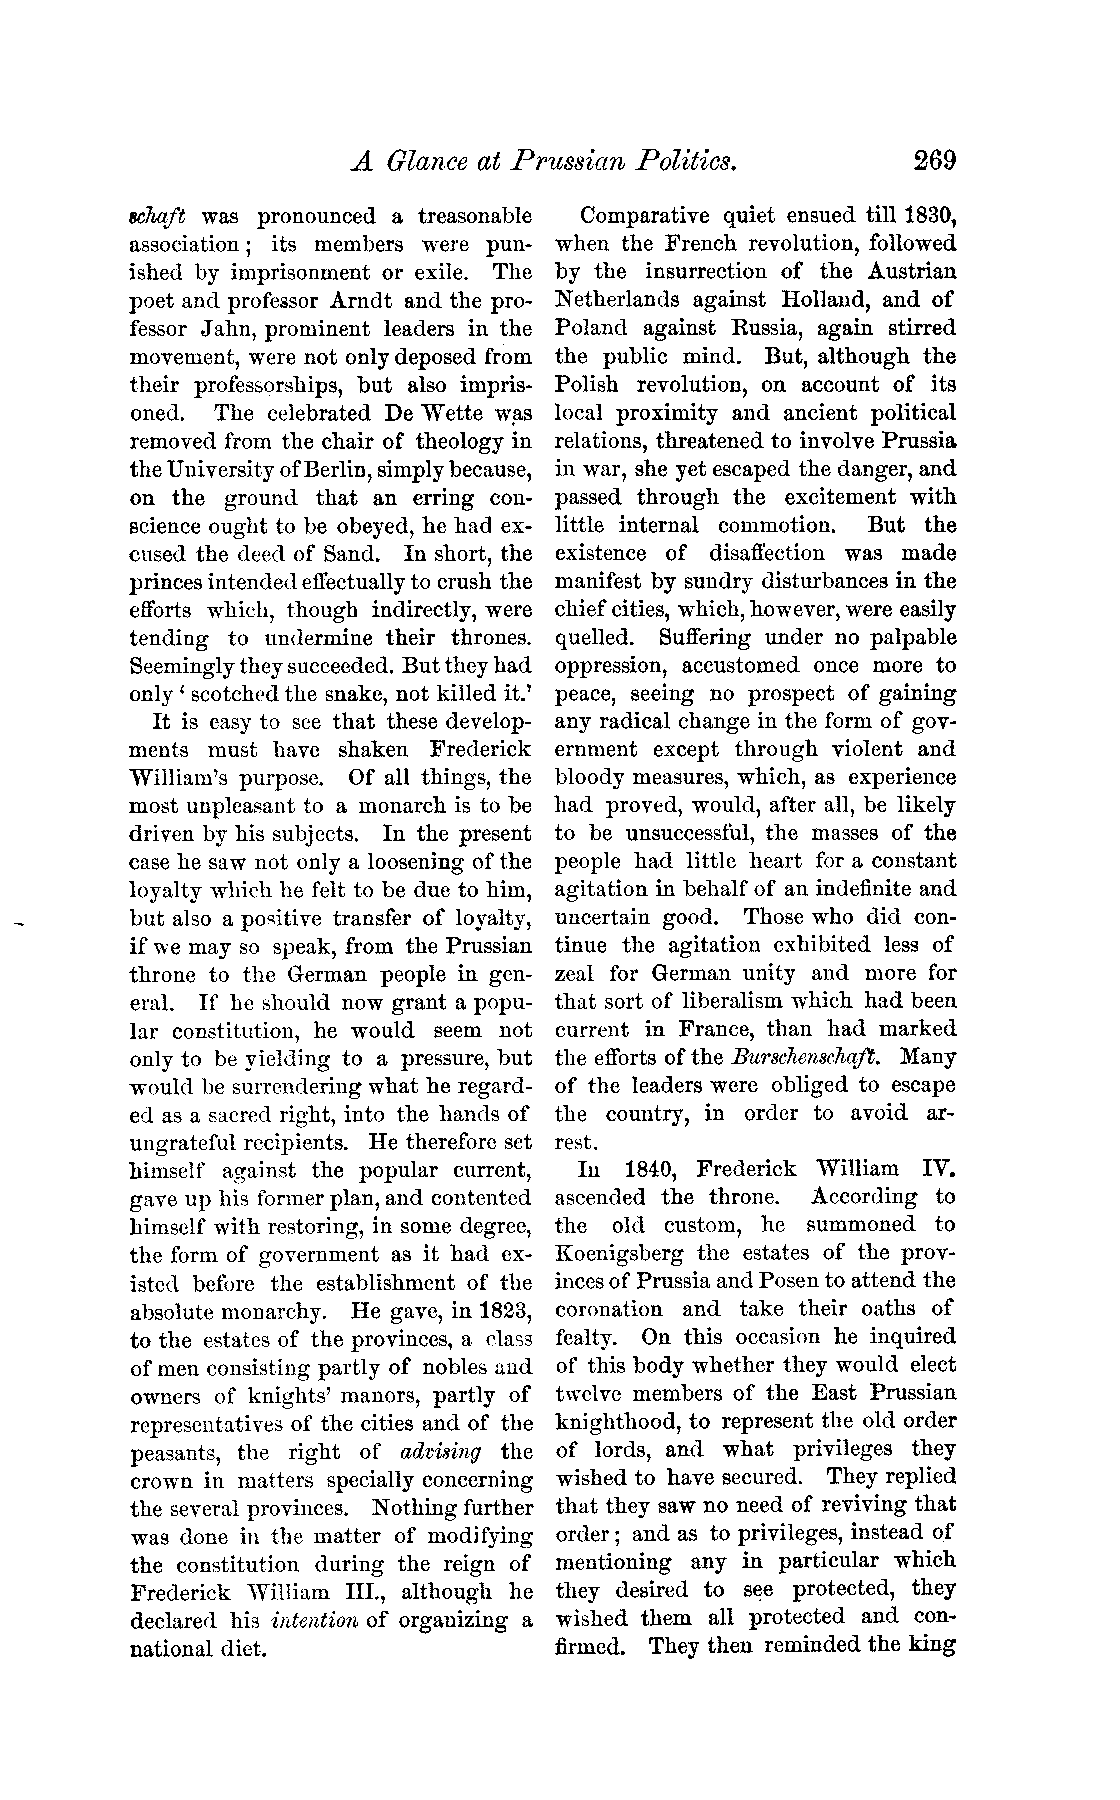 A Glance at Prussian Politics. 269
schaft was pronounced a treasonable
association; its members were pun-
ished by imprisonment or exile. The
poet and professor Arndt and the pro-
fessor Jahn, prominent leaders in the
movement, were not only deposed from
their professorships, but also impris-
oned. The celebrated De Wette was
removed from the chair of theology in
the University of Berlin, simply because,
on the ground that an erring con-
science ought to be obeyed, he had ex-
cused the deed of Sand. In short, the
princes intended effectually to crush the
efforts which, though indirectly, were
tending to undermine their thrones.
Seemingly they succeeded. But they had
only ‘ scotched the snake, not killed it.’
It is easy to see that these develop-
ments must have shaken Frederick
William's purpose. Of all things, the
most unpleasant to a monarch is to be
driven by his subjects. In the present
case he saw not only a loosening of the
loyalty which he felt to be due to him,
but also a positive transfer of loyalty,
if we may so speak, from the Prussian
throne to the German people in gen-
eral. If he should now grant a popu-
lar constitution, he would seem not
only to be yielding to a pressure, but
would be surrendering what he regard-
ed as a sacred right, into the hands of
ungrateful recipients. He therefore set
himself against the popular current,
gave up his former plan, and contented
himself with restoring, in some degree,
the form of government as it had ex-
isted before the establishment of the
absolute monarchy. He gave, in 1823,
to the estates of the provinces, a class
of men consisting partly of nobles and
owners of knights' manors, partly of
representatives of the cities and of the
peasants, the right of advising the
crown in matters specially concerning
the several provinces. Nothing further
was done in the matter of modifying
the constitution during the reign of
Frederick William III., although he
declared his intention of organizing a
national diet.
Comparative quiet ensued till 1830,
when the French revolution, followed
by the insurrection of the Austrian
Netherlands against Holland, and of
Poland against Russia, again stirred
the public mind. But, although the
Polish revolution, on account of its
local proximity and ancient political
relations, threatened to involve Prussia
in war, she yet escaped the danger, and
passed through the excitement with
little internal commotion. But the
existence of disaffection was made
manifest by sundry disturbances in the
chief cities, which, however, were easily
quelled. Suffering under no palpable
oppression, accustomed once more to
peace, seeing no prospect of gaining
any radical change in the form of gov-
ernment except through violent and
bloody measures, which, as experience
had proved, would, after all, be likely
to be unsuccessful, the masses of the
people had little heart for a constant
agitation in behalf of an indefinite and
uncertain good. Those who did con-
tinue the agitation exhibited less of
zeal for German unity and more for
that sort of liberalism which had been
current in France, than had marked
the efforts of the Burschenschaft. Many
of the leaders were obliged to escape
the country, in order to avoid ar-
rest.
In 1840, Frederick William IV.
ascended the throne. According to
the old custom, he summoned to
Koenigsberg the estates of the prov-
inces of Prussia and Posen to attend the
coronation and take their oaths of
fealty. On this occasion he inquired
of this body whether they would elect
twelve members of the East Prussian
knighthood, to represent the old order
of lords, and what privileges they
wished to have secured. They replied
that they saw no need of reviving that
order; and as to privileges, instead of
mentioning any in particular which
they desired to see protected, they
wished them all protected and con-
firmed. They then reminded the king